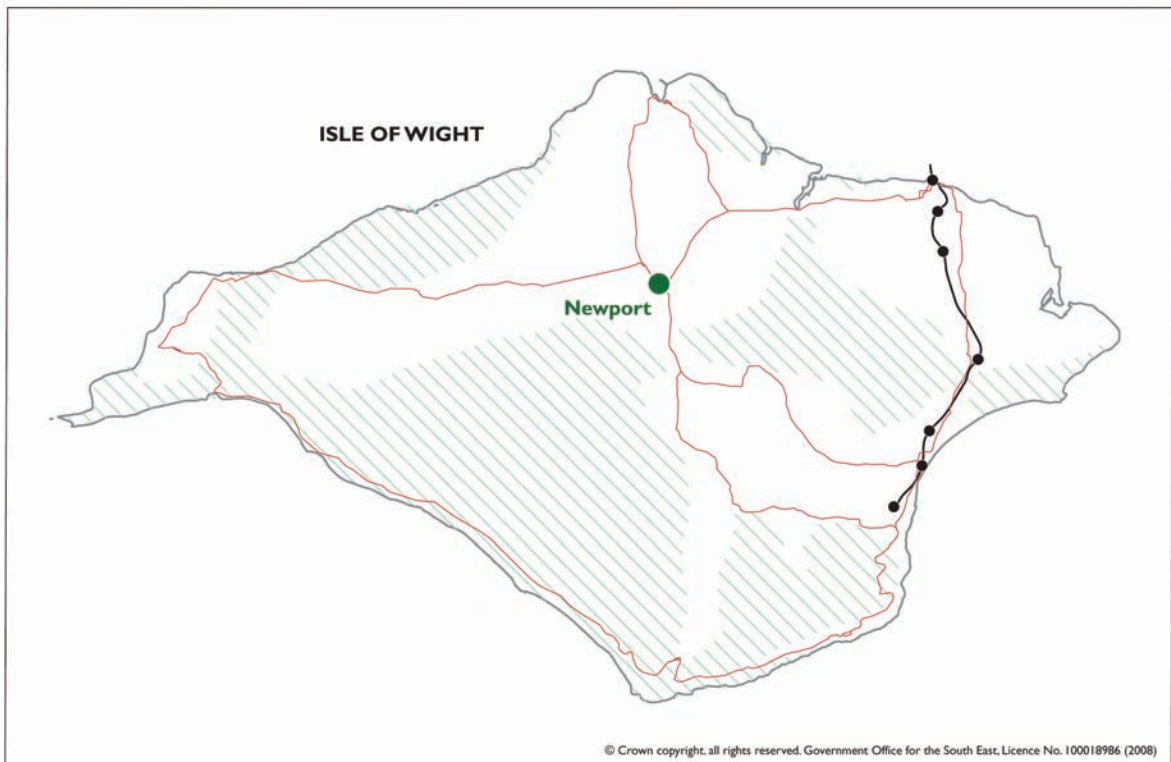 ISLE OF WIGHT
Newport
© Crown copyright. all rights reserved. Government Office for the South East, Licence No. 100018986 (2008)